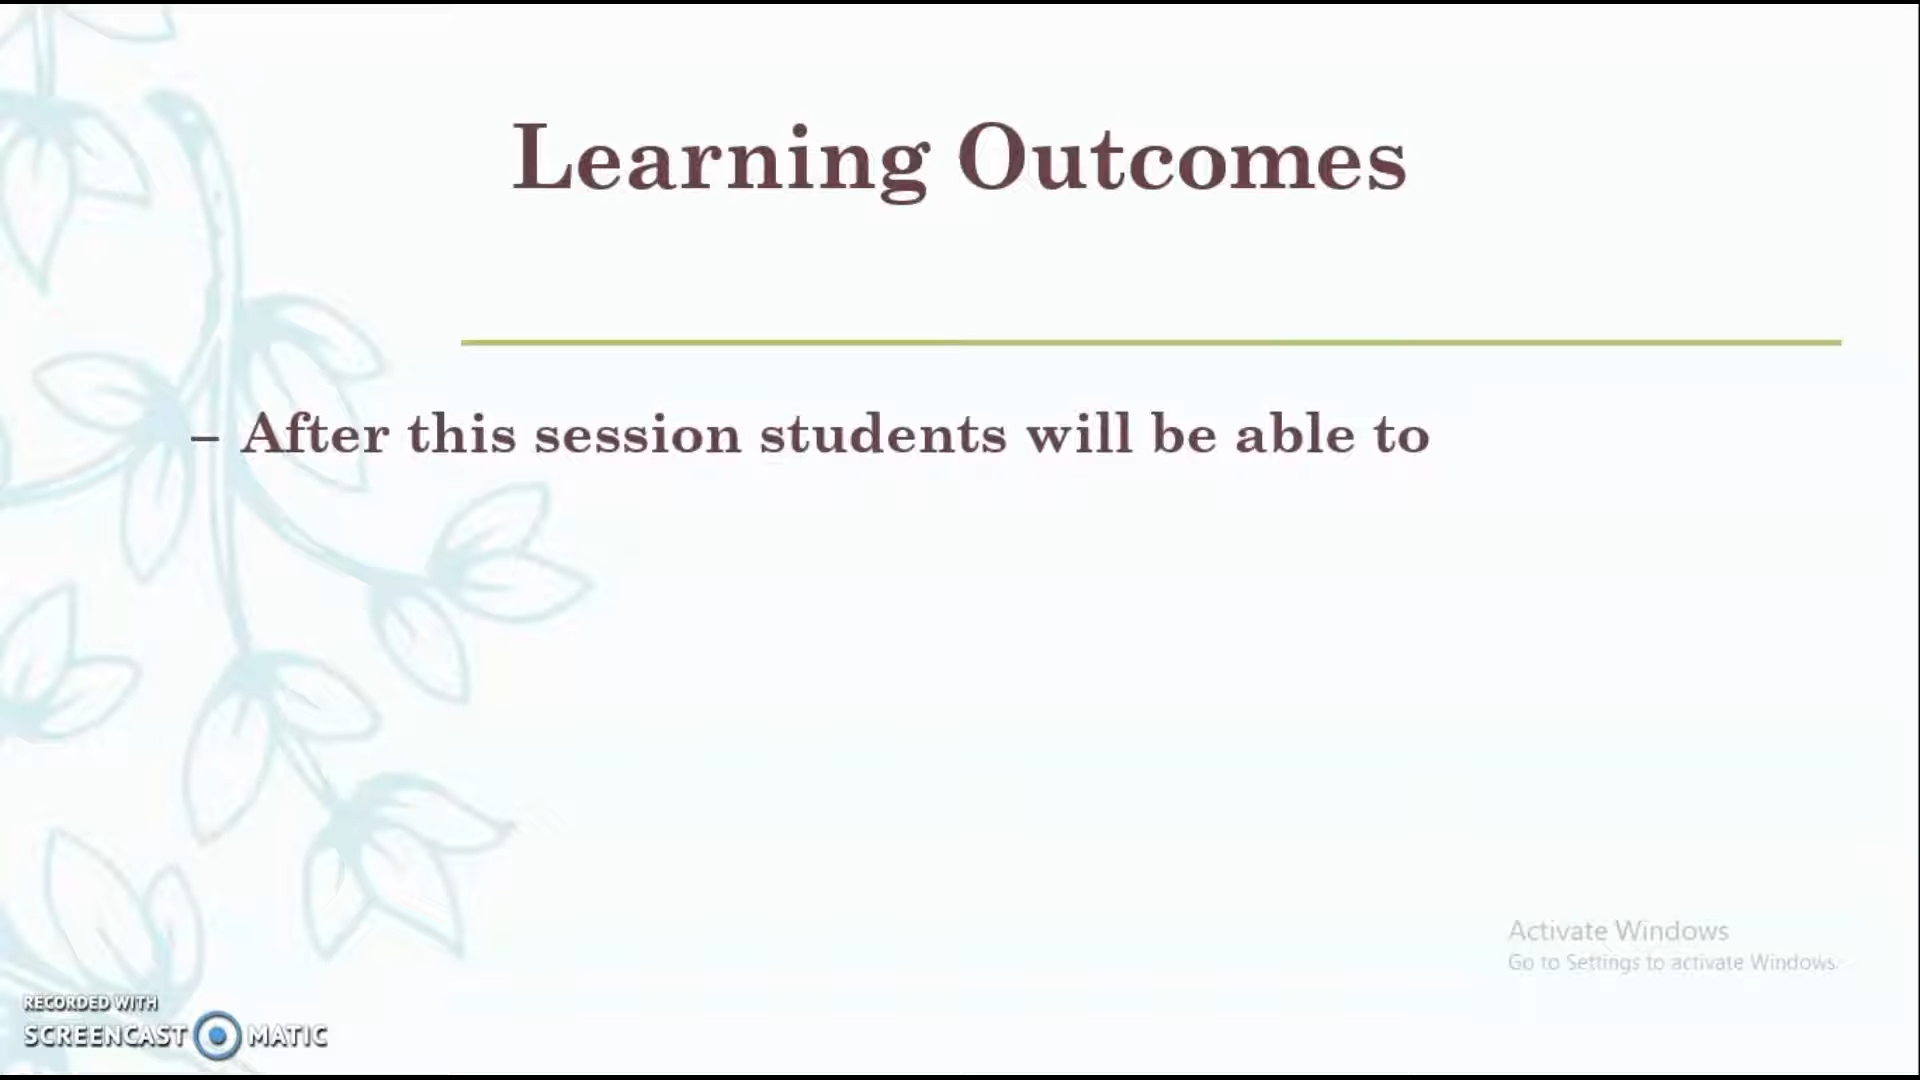 Learning Outcomes
– After this session students will be able to
Activate Windows
Go to Settings to activate Windows.
RECORDED WITH
SCREENCAST MATIC